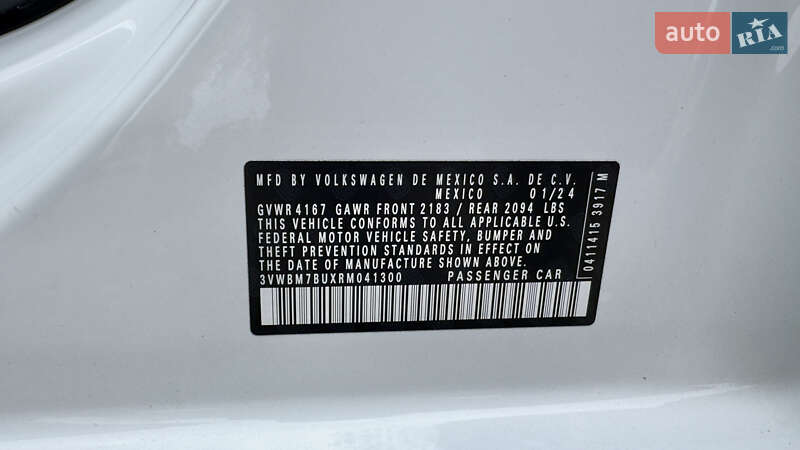 auto RIA.com
MFD BY VOLKSWAGEN DE MEXICO S.A. DE C.V.
MEXICO 01/24
GVWR 4167 GAWR FRONT 2183 / REAR 2094 LBS
THIS VEHICLE CONFORMS TO ALL APPLICABLE U.S.
FEDERAL MOTOR VEHICLE SAFETY, BUMPER AND
THEFT PREVENTION STANDARDS IN EFFECT ON
THE DATE OF MANUFACTURE SHOWN ABOVE.
3VWBM7BUXRM041300 PASSENGER CAR
0411415 3917 M